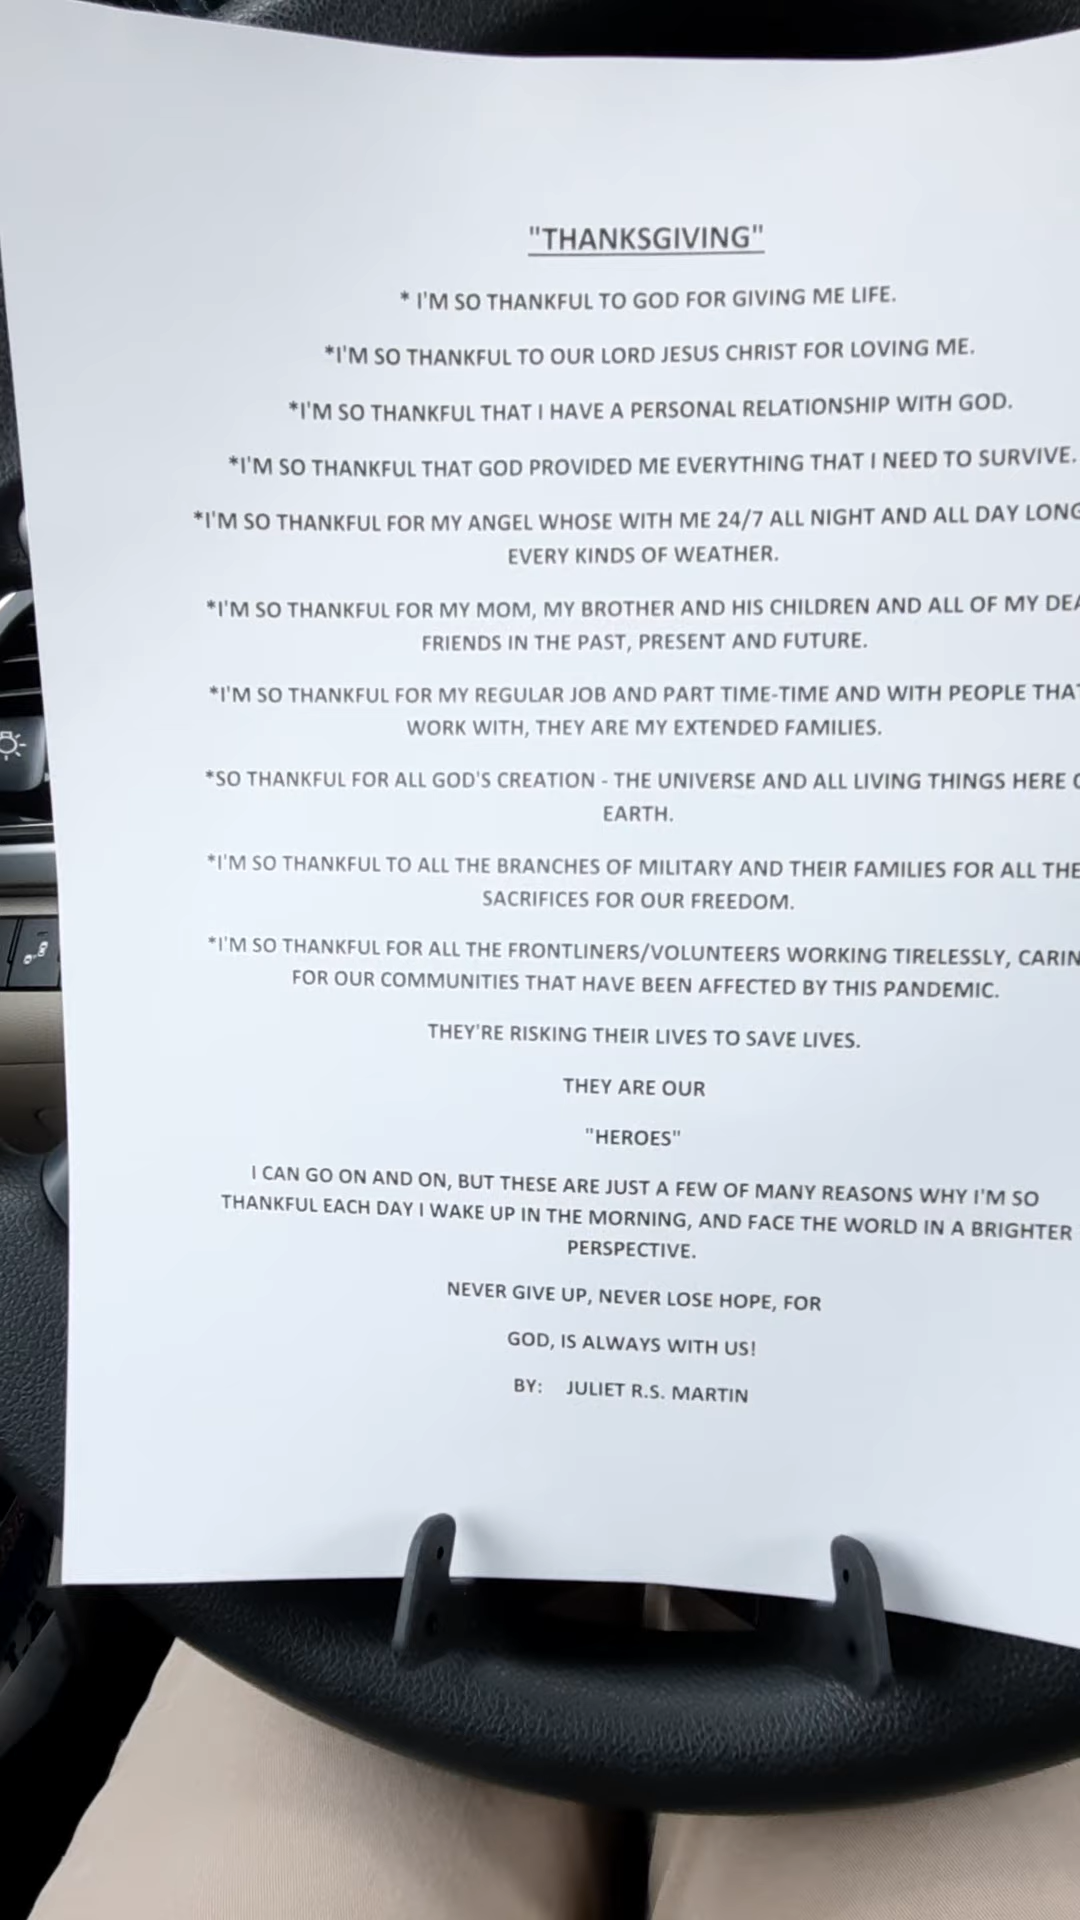 "THANKSGIVING"
* I'M SO THANKFUL TO GOD FOR GIVING ME LIFE.
*I'M SO THANKFUL TO OUR LORD JESUS CHRIST FOR LOVING ME.
*I'M SO THANKFUL THAT I HAVE A PERSONAL RELATIONSHIP WITH GOD.
*I'M SO THANKFUL THAT GOD PROVIDED ME EVERYTHING THAT I NEED TO SURVIVE.
*I'M SO THANKFUL FOR MY ANGEL WHOSE WITH ME 24/7 ALL NIGHT AND ALL DAY LONG
EVERY KINDS OF WEATHER.
*I'M SO THANKFUL FOR MY MOM, MY BROTHER AND HIS CHILDREN AND ALL OF MY
FRIENDS IN THE PAST, PRESENT AND FUTURE.
*I'M SO THANKFUL FOR MY REGULAR JOB AND PART TIME-TIME AND WITH PEOPLE THAT
WORK WITH, THEY ARE MY EXTENDED FAMILIES.
*SO THANKFUL FOR ALL GOD'S CREATION - THE UNIVERSE AND ALL LIVING THINGS HERE
EARTH.
*I'M SO THANKFUL TO ALL THE BRANCHES OF MILITARY AND THEIR FAMILIES FOR ALL
SACRIFICES FOR OUR FREEDOM.
*I'M SO THANKFUL FOR ALL THE FRONTLINERS/VOLUNTEERS WORKING TIRELESSLY,
FOR OUR COMMUNITIES THAT HAVE BEEN AFFECTED BY THIS PANDEMIC.
THEY'RE RISKING THEIR LIVES TO SAVE LIVES.
THEY ARE OUR
"HEROES"
I CAN GO ON AND ON, BUT THESE ARE JUST A FEW OF MANY REASONS WHY I'M SO
THANKFUL EACH DAY I WAKE UP IN THE MORNING, AND FACE THE WORLD IN A BRIGHTER
PERSPECTIVE.
NEVER GIVE UP, NEVER LOSE HOPE, FOR
GOD, IS ALWAYS WITH US!
BY: JULIET R.S. MARTIN